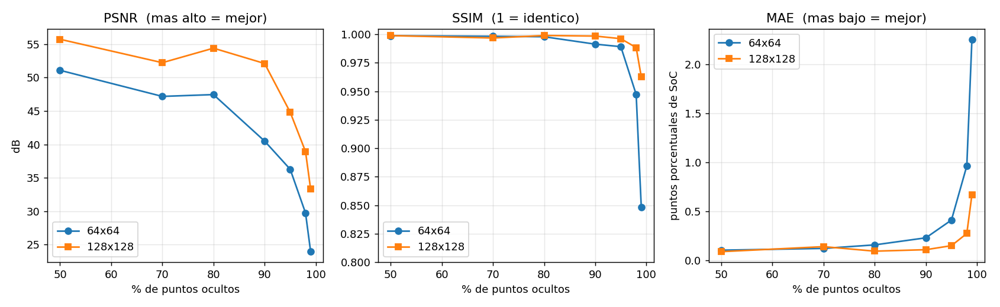 PSNR  (mas alto = mejor)
dB
55
50
45
40
35
30
25
64x64
128x128
50 60 70 80 90 100
% de puntos ocultos
SSIM  (1 = identico)
1.000
0.975
0.950
0.925
0.900
0.875
0.850
0.825
0.800
64x64
128x128
50 60 70 80 90 100
% de puntos ocultos
MAE  (mas bajo = mejor)
puntos porcentuales de SoC
2.0
1.5
1.0
0.5
0.0
64x64
128x128
50 60 70 80 90 100
% de puntos ocultos